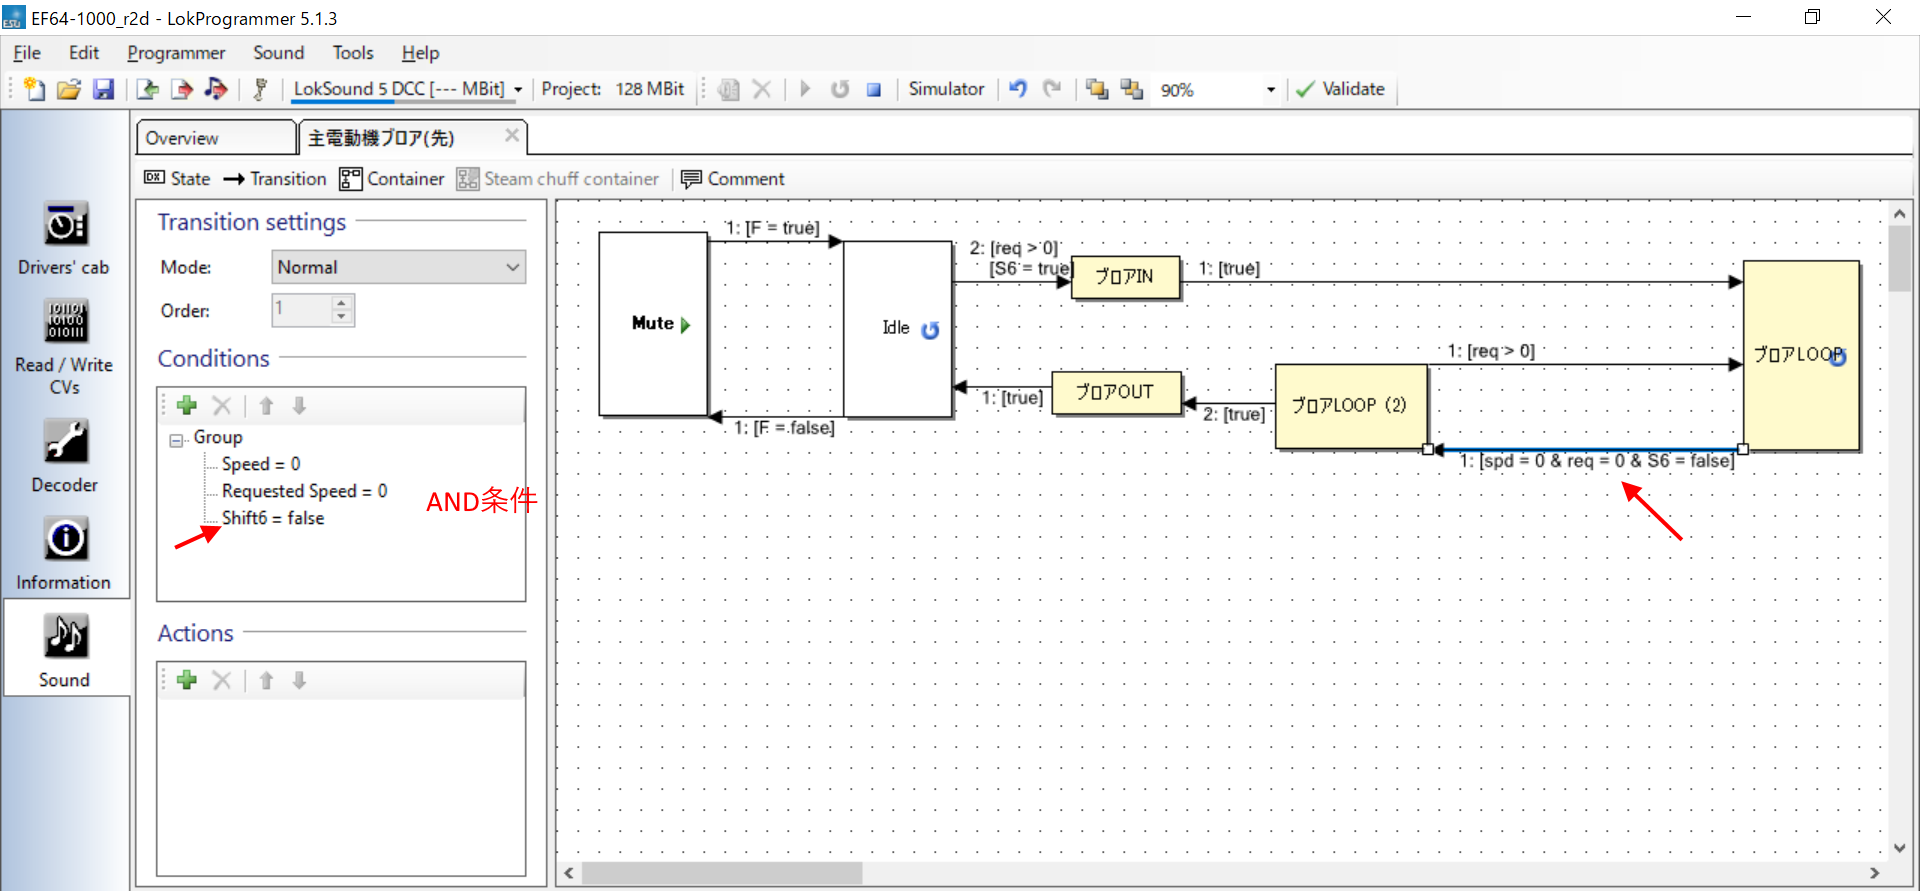 EF64-1000_r2d - LokProgrammer 5.1.3
File Edit Programmer Sound Tools Help
LokSound 5 DCC [--- MBit] Project: 128 MBit Simulator 90% Validate
Overview 主電動機ブロア(先)
State Transition Container Steam chuff container Comment
Drivers' cab
Read / Write
CVs
Decoder
Information
Sound
Transition settings
Mode: Normal
Order: 1
Conditions
Group
Speed = 0
Requested Speed = 0
Shift6 = false
AND条件
Actions
1: [F = true]
Mute
Idle
1: [F = false]
2: [req > 0]
[S6 = true]
ブロアIN
1: [true]
ブロアLOOP
1: [req > 0]
ブロアLOOP (2)
2: [true]
ブロアOUT
1: [true]
1: [spd = 0 & req = 0 & S6 = false]